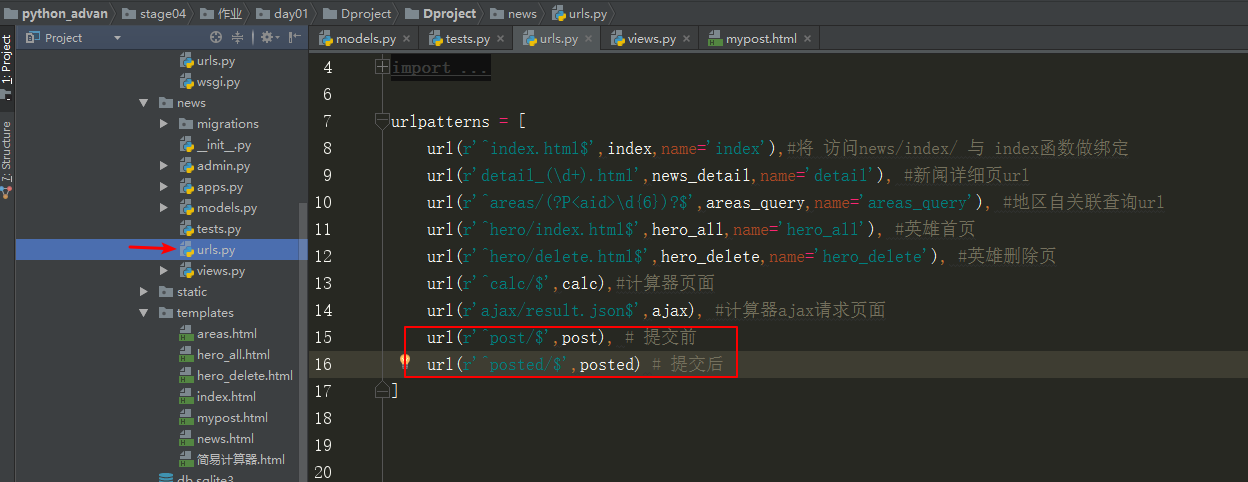 python_advan stage04 作业 day01 Dproject Dproject news urls.py
Project
models.py tests.py urls.py views.py mypost.html
1: Project
7: Structure
urls.py
wsgi.py
news
migrations
__init__.py
admin.py
apps.py
models.py
tests.py
urls.py
views.py
static
templates
areas.html
hero_all.html
hero_delete.html
index.html
mypost.html
news.html
简易计算器.html
db.sqlite3
4 import ...
6
7 urlpatterns = [
8 url(r'^index.html$',index,name='index'),#将 访问news/index/ 与 index函数做绑定
9 url(r'detail_(\d+).html',news_detail,name='detail'), #新闻详细页url
10 url(r'^areas/(?P<aid>\d{6})?$',areas_query,name='areas_query'), #地区自关联查询url
11 url(r'^hero/index.html$',hero_all,name='hero_all'), #英雄首页
12 url(r'^hero/delete.html$',hero_delete,name='hero_delete'), #英雄删除页
13 url(r'^calc/$',calc),#计算器页面
14 url(r'ajax/result.json$',ajax), #计算器ajax请求页面
15 url(r'^post/$',post), # 提交前
16 url(r'^posted/$',posted) # 提交后
17 ]
18
19
20